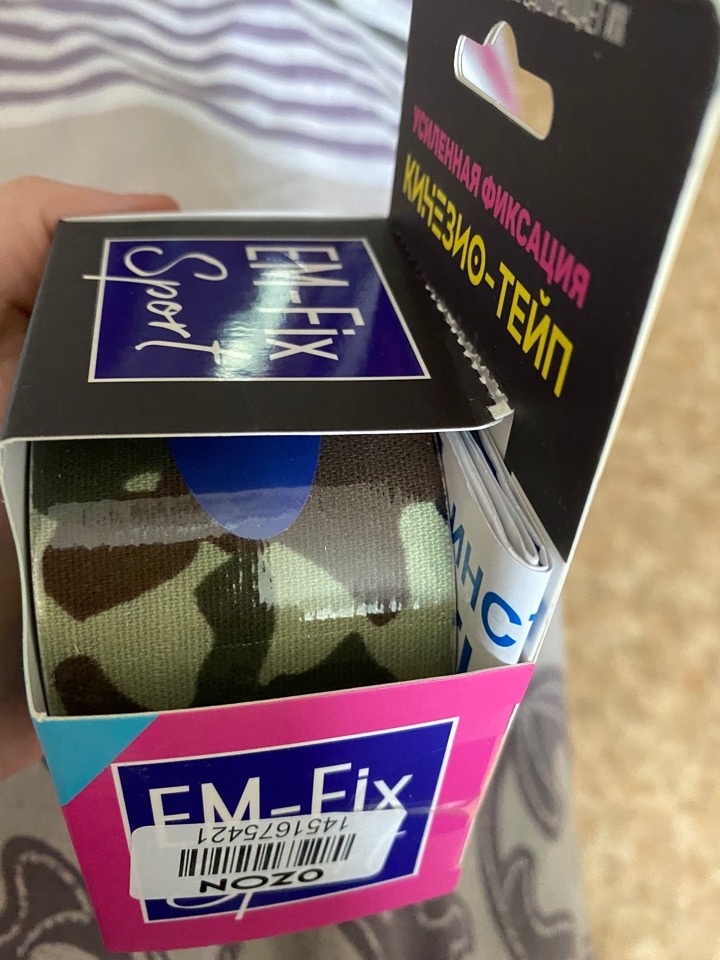 УСИЛЕННАЯ ФИКСАЦИЯ
КИНЕЗИО-ТЕЙП
EM-Fix
Sport
EM-Fix
1451675421
OZON